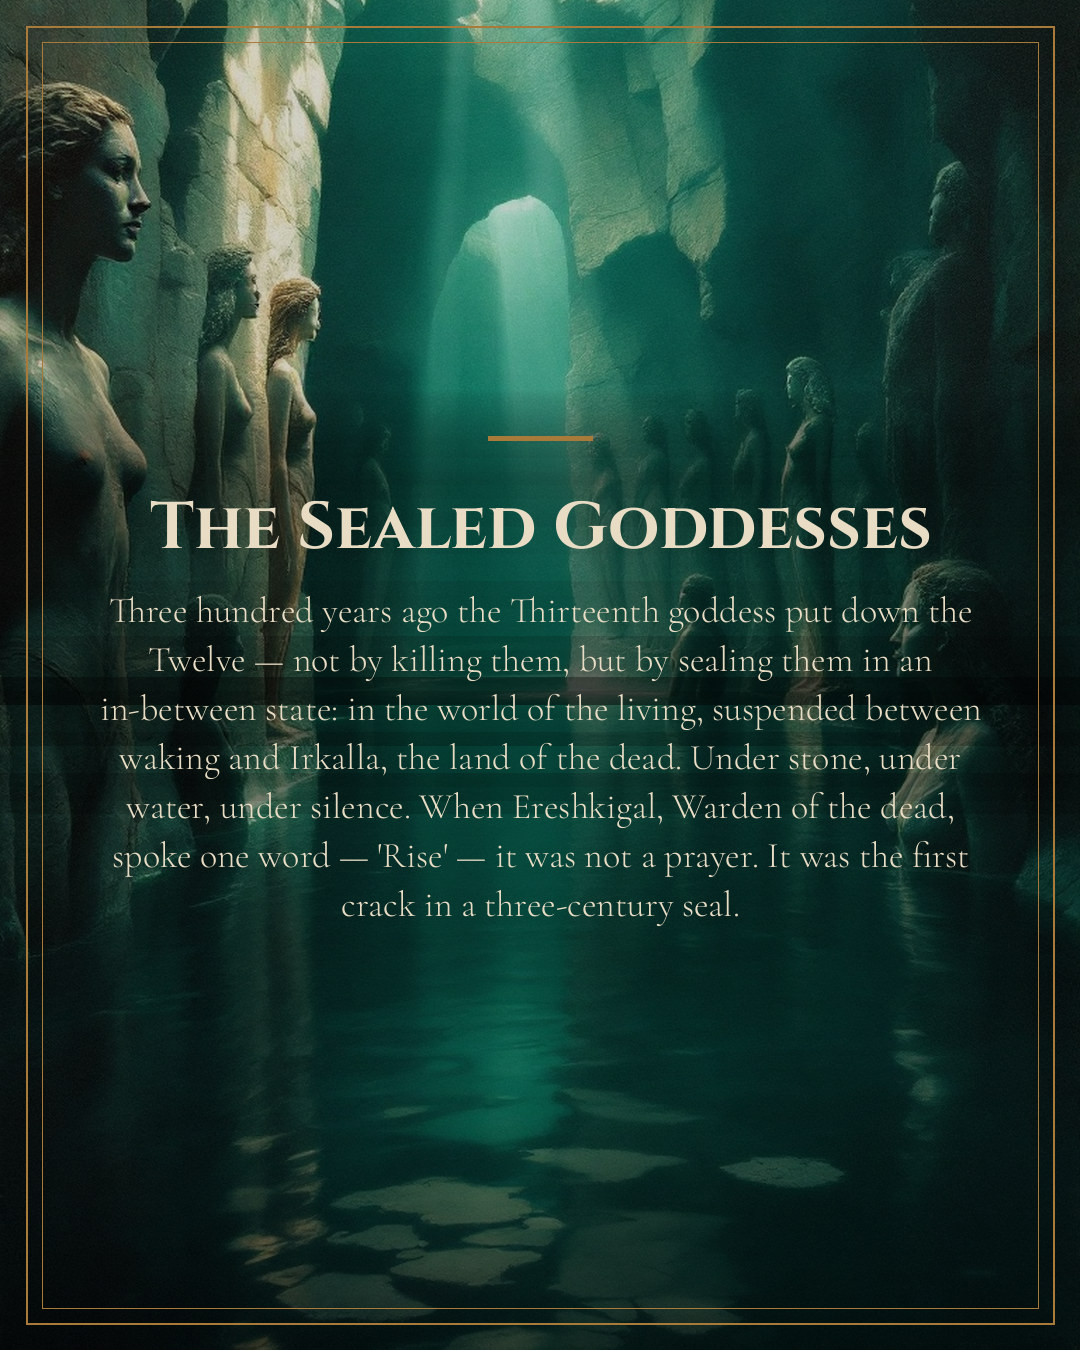 The Sealed Goddesses
Three hundred years ago the Thirteenth goddess put down the
Twelve — not by killing them, but by sealing them in an
in-between state: in the world of the living, suspended between
waking and Irkalla, the land of the dead. Under stone, under
water, under silence. When Ereshkigal, Warden of the dead,
spoke one word — 'Rise' — it was not a prayer. It was the first
crack in a three-century seal.